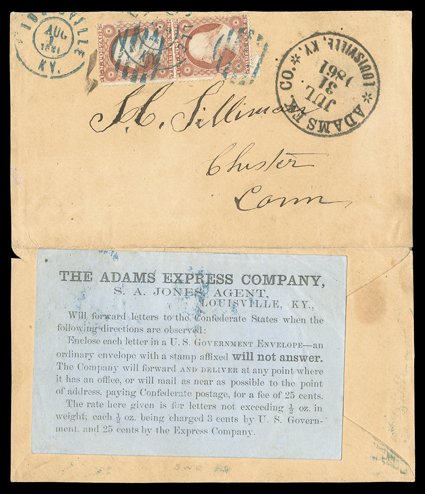 LOUISVILLE
AUG
1
1861
KY.
ADAMS EX. CO. ★ LOUISVILLE, KY. ★
JUL
31
1861
Chester
Conn
THE ADAMS EXPRESS COMPANY,
S. A. JONES, AGENT,
LOUISVILLE, KY.,
Will forward letters to the Confederate States when the
following directions are observed:
Enclose each letter in a U. S. GOVERNMENT ENVELOPE—an
ordinary envelope with a stamp affixed will not answer.
The Company will forward AND DELIVER at any point where
it has an office, or will mail as near as possible to the point
of address, paying Confederate postage, for a fee of 25 cents.
The rate here given is for letters not exceeding ½ oz. in
weight; each ½ oz. being charged 3 cents by U. S. Govern-
ment, and 25 cents by the Express Company.